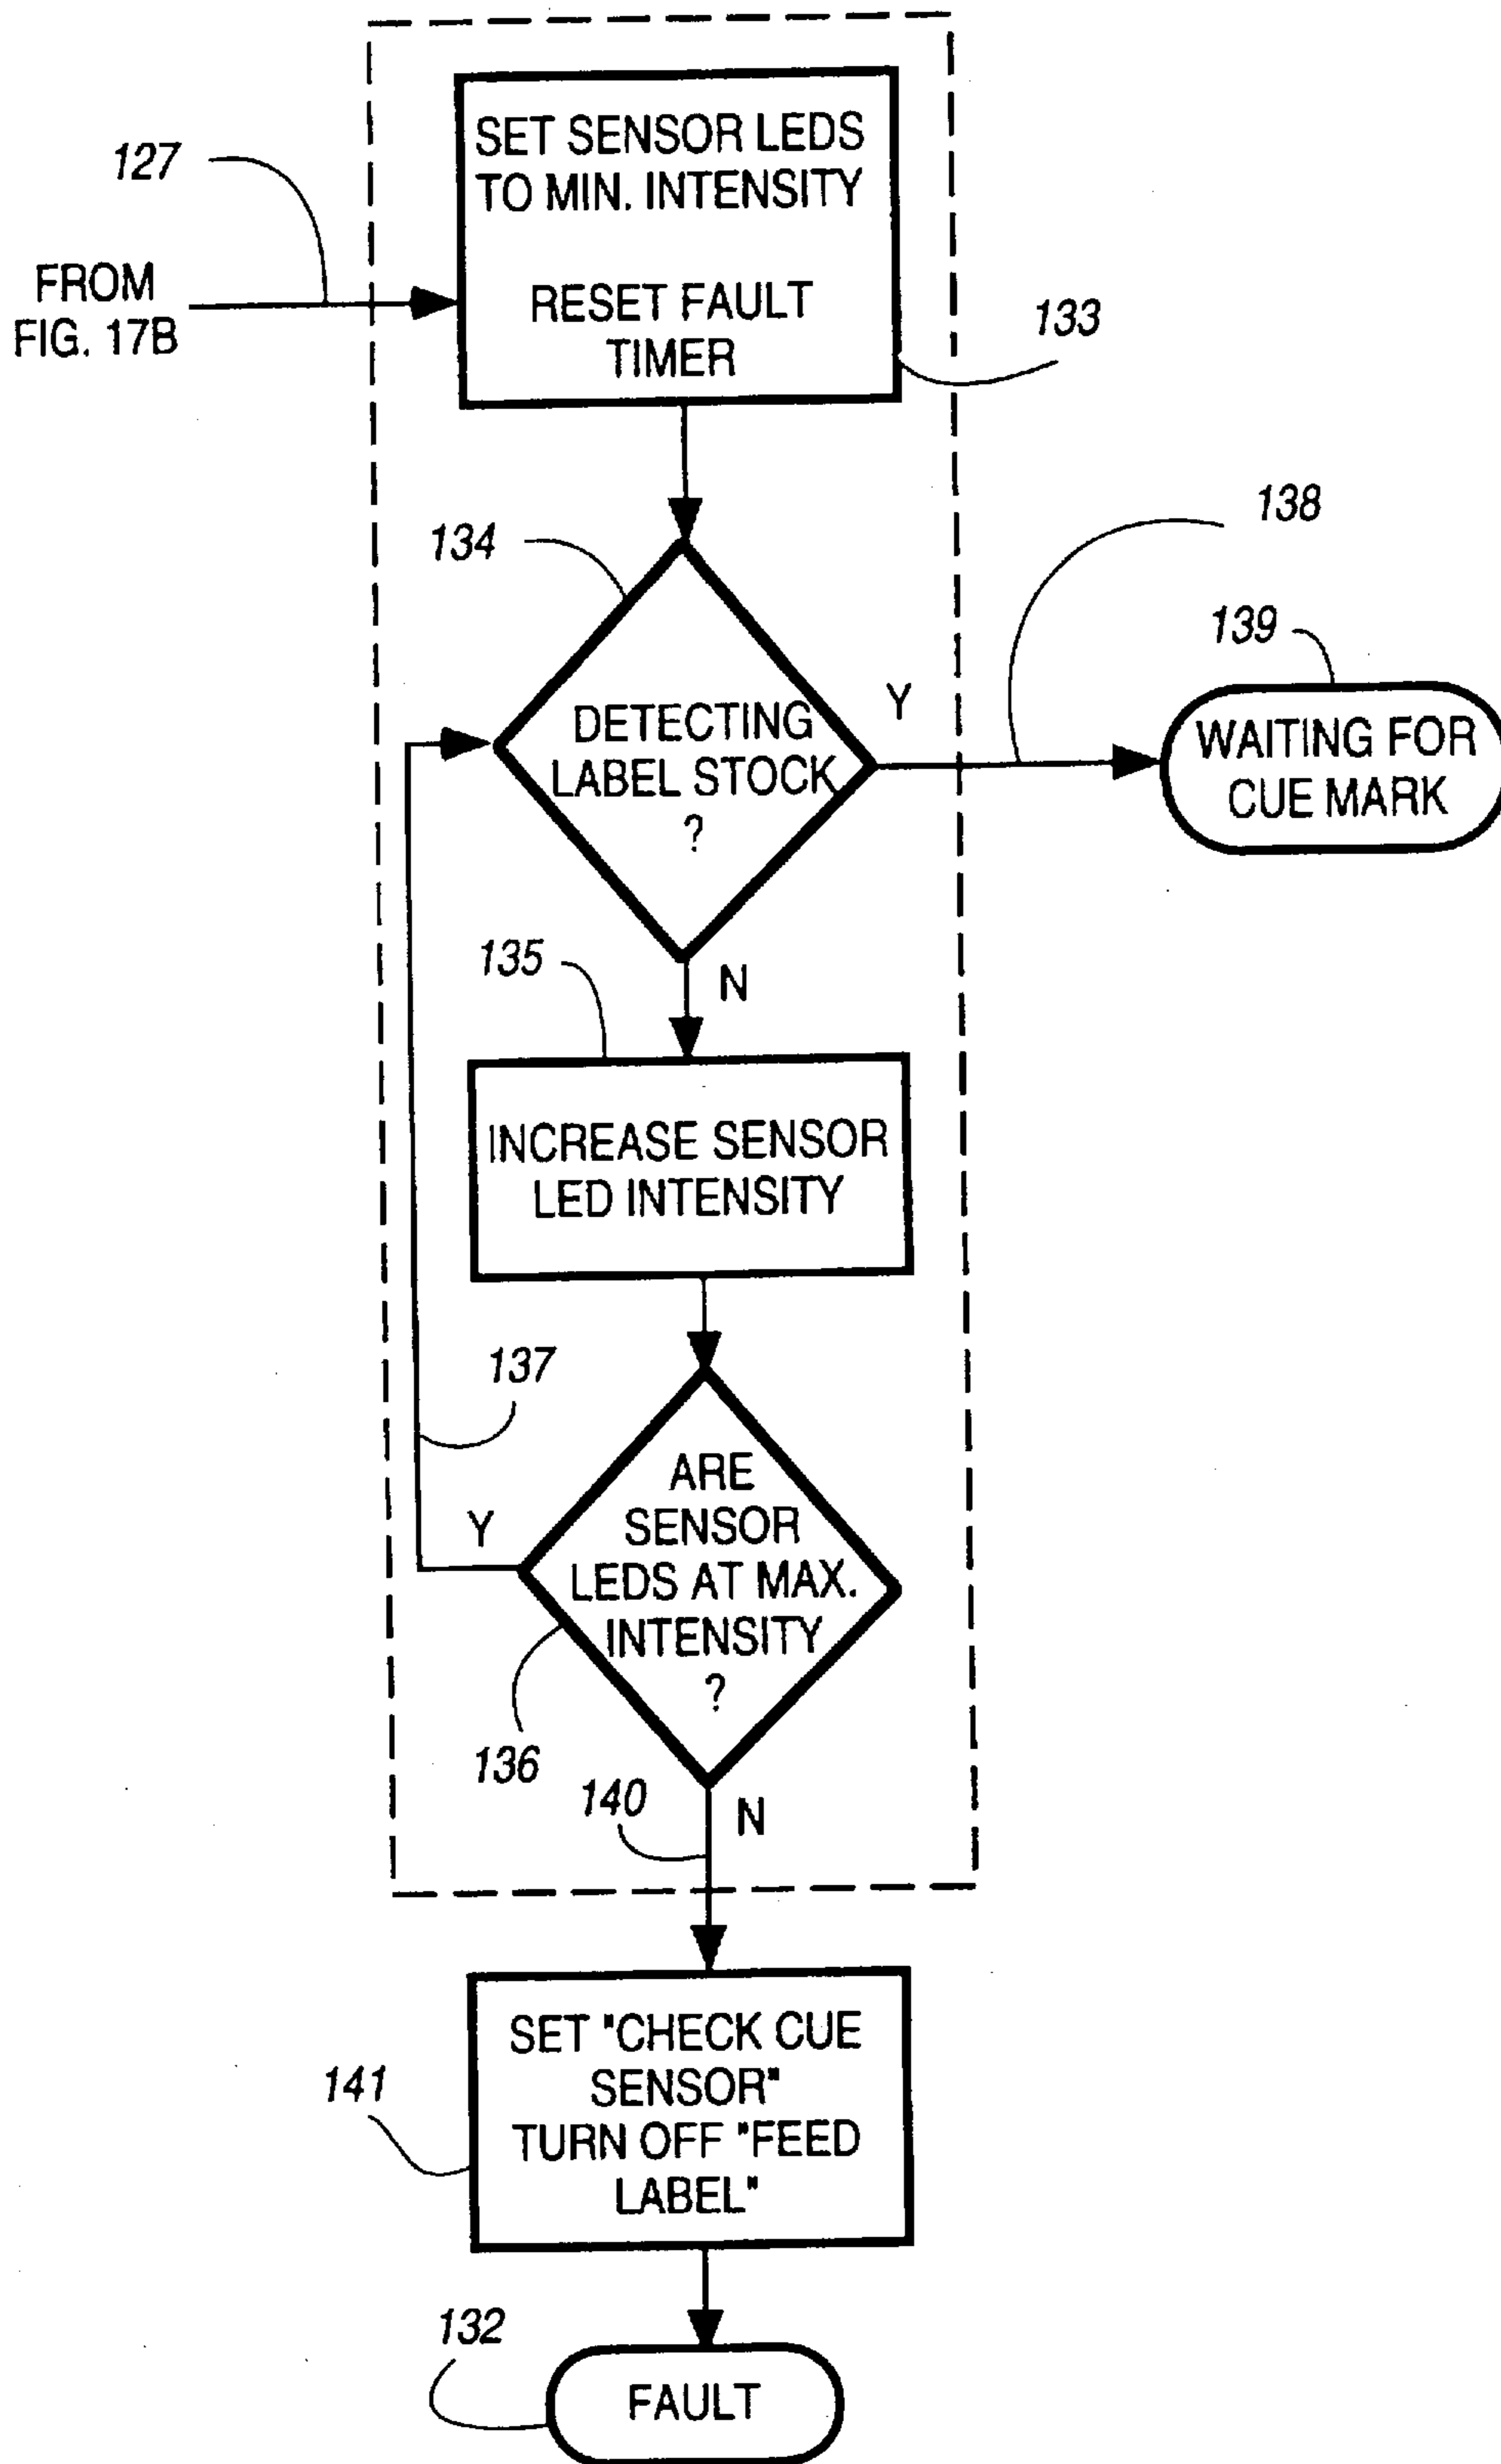 SET SENSOR LEDS
TO MIN. INTENSITY
RESET FAULT
TIMER
127
FROM
FIG. 17B
133
134
138
139
DETECTING
LABEL STOCK
?
Y
WAITING FOR
CUE MARK
135
N
INCREASE SENSOR
LED INTENSITY
137
ARE
SENSOR
LEDS AT MAX.
INTENSITY
?
Y
136
140
N
SET "CHECK CUE
SENSOR"
TURN OFF "FEED
LABEL"
141
132
FAULT